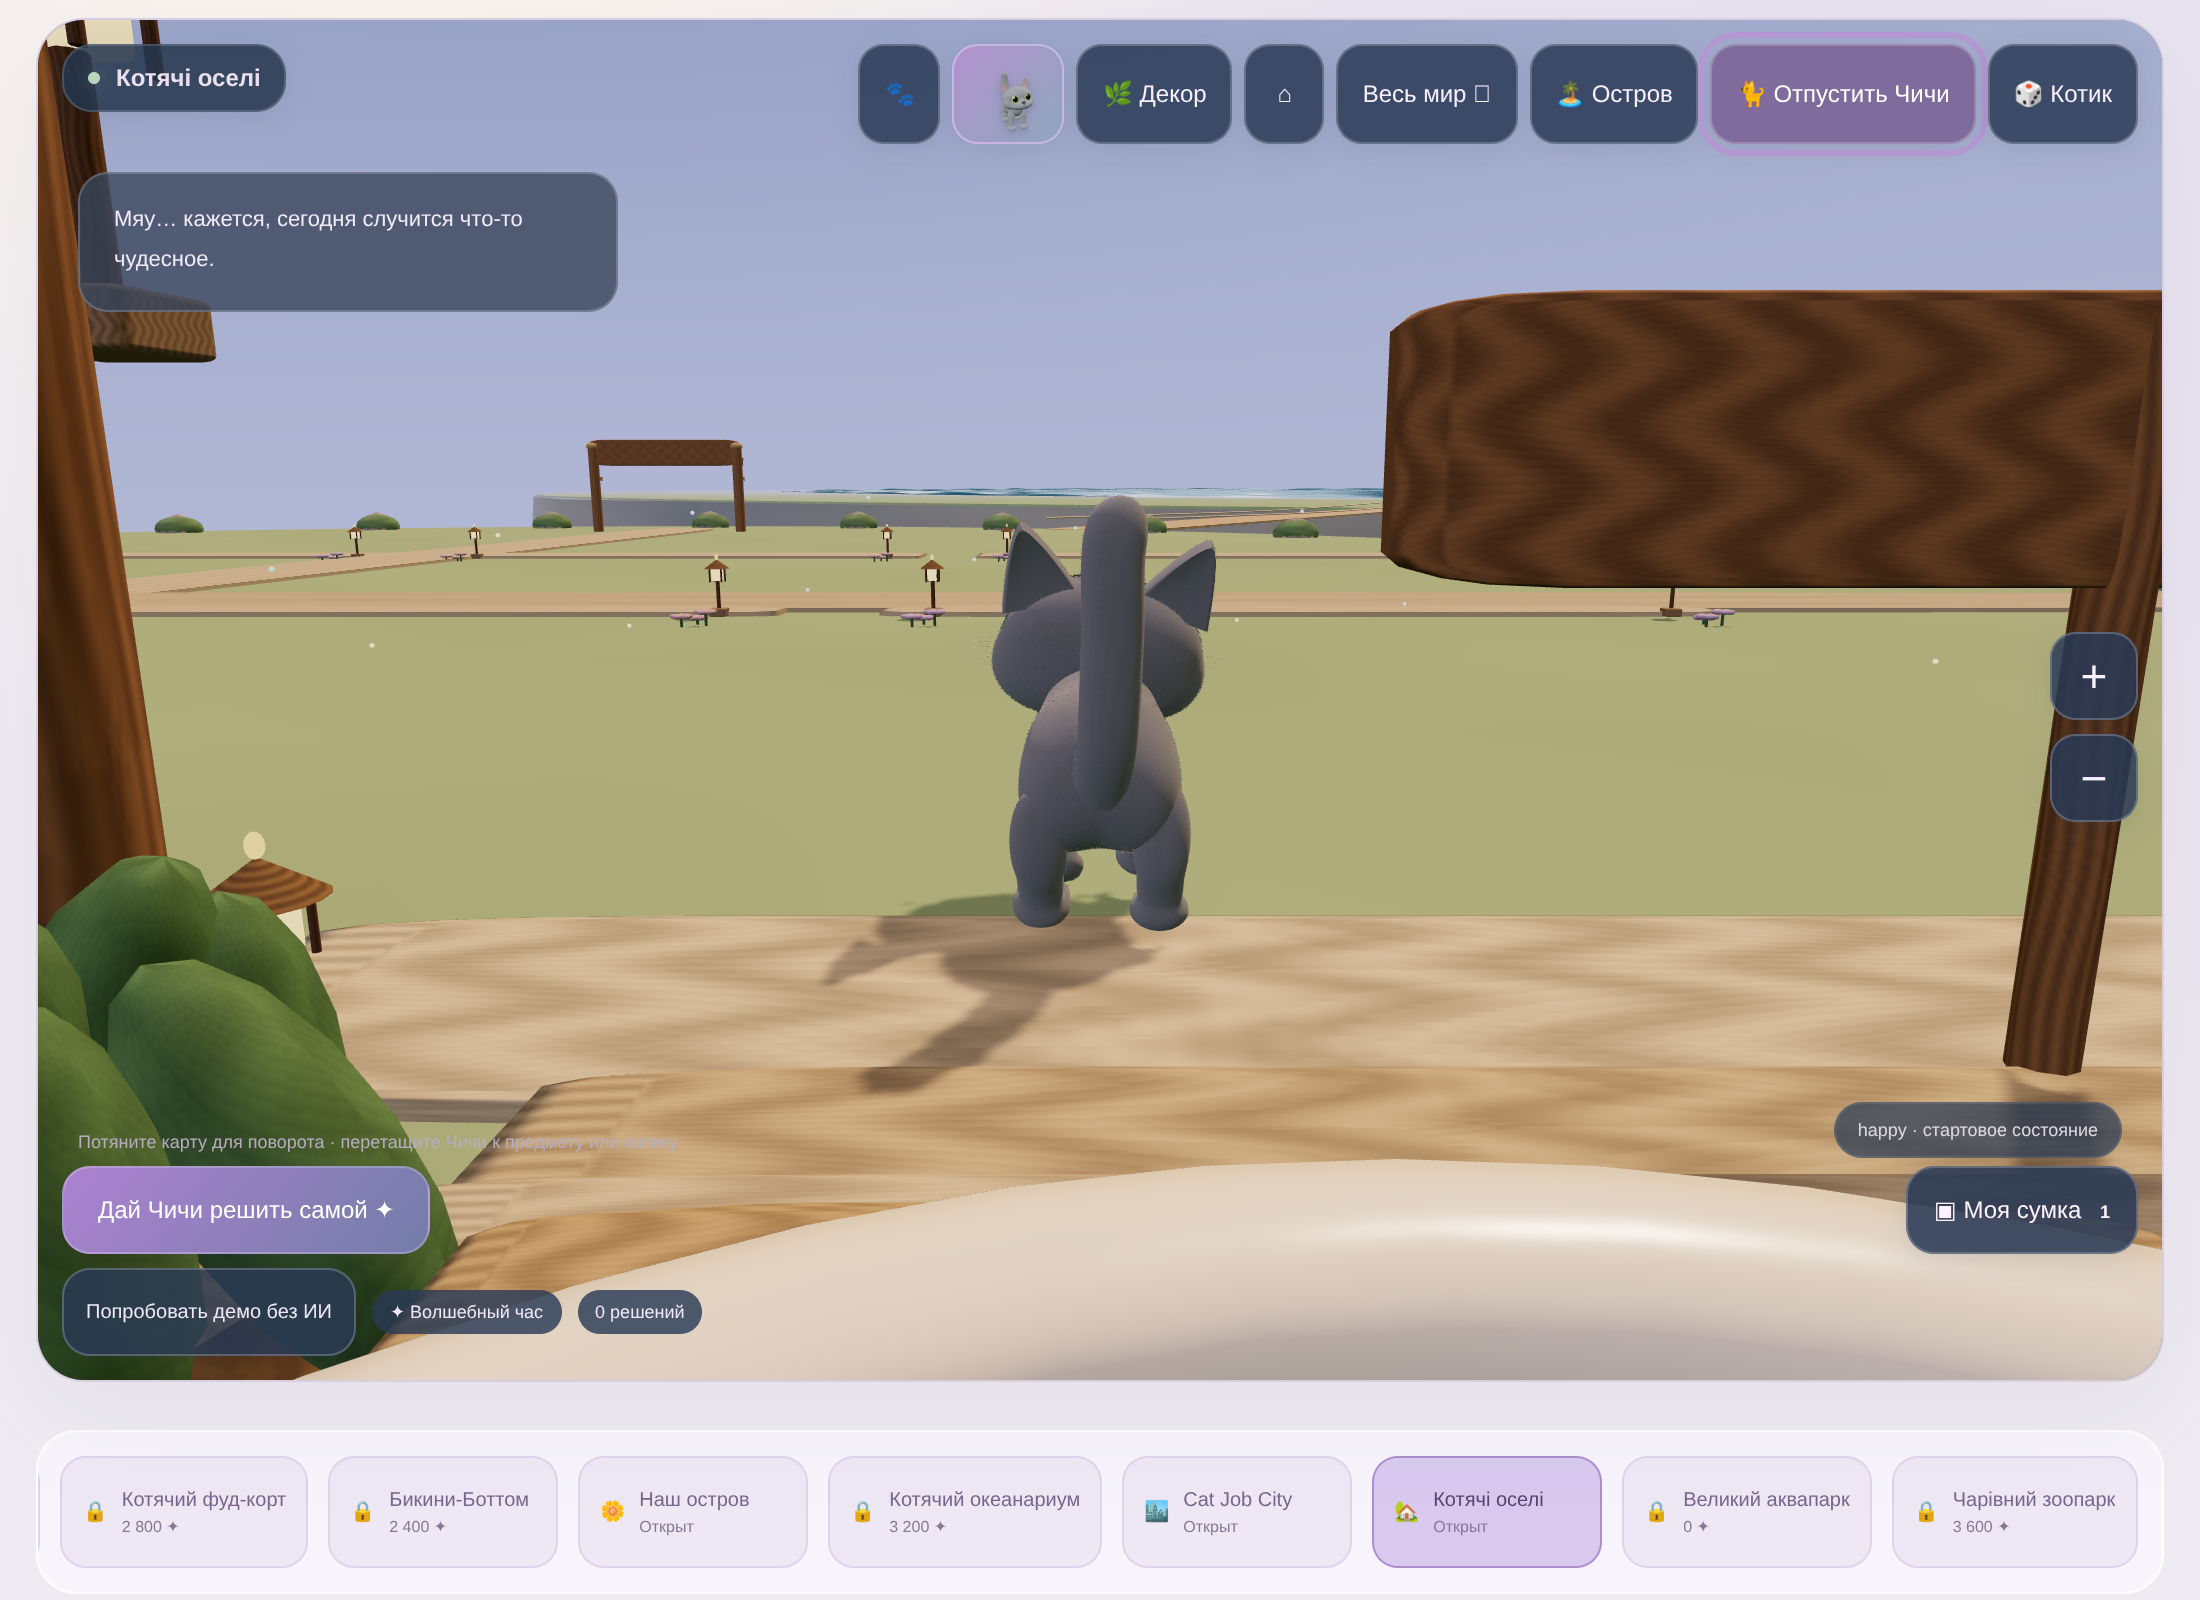 Котячі оселі
🌿 Декор
⌂
Весь мир
🏝️ Остров
🐈 Отпустить Чичи
🎲 Котик
Мяу… кажется, сегодня случится что-то
чудесное.
+
−
Потяните карту для поворота · перетащите Чичи к предмету или котику
happy · стартовое состояние
Дай Чичи решить самой ✦
▣ Моя сумка 1
Попробовать демо без ИИ
✦ Волшебный час
0 решений
Котячий фуд-корт
2 800 ✦
Бикини-Боттом
2 400 ✦
Наш остров
Открыт
Котячий океанариум
3 200 ✦
Cat Job City
Открыт
Котячі оселі
Открыт
Великий аквапарк
0 ✦
Чарівний зоопарк
3 600 ✦